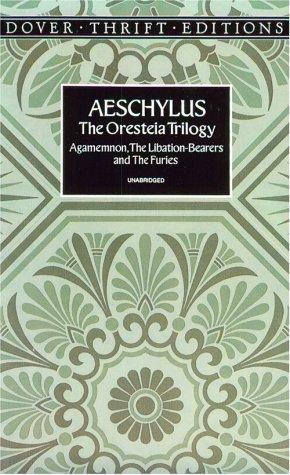 DOVER · THRIFT · EDITIONS
AESCHYLUS
The Oresteia Trilogy
Agamemnon, The Libation-Bearers
and The Furies
UNABRIDGED